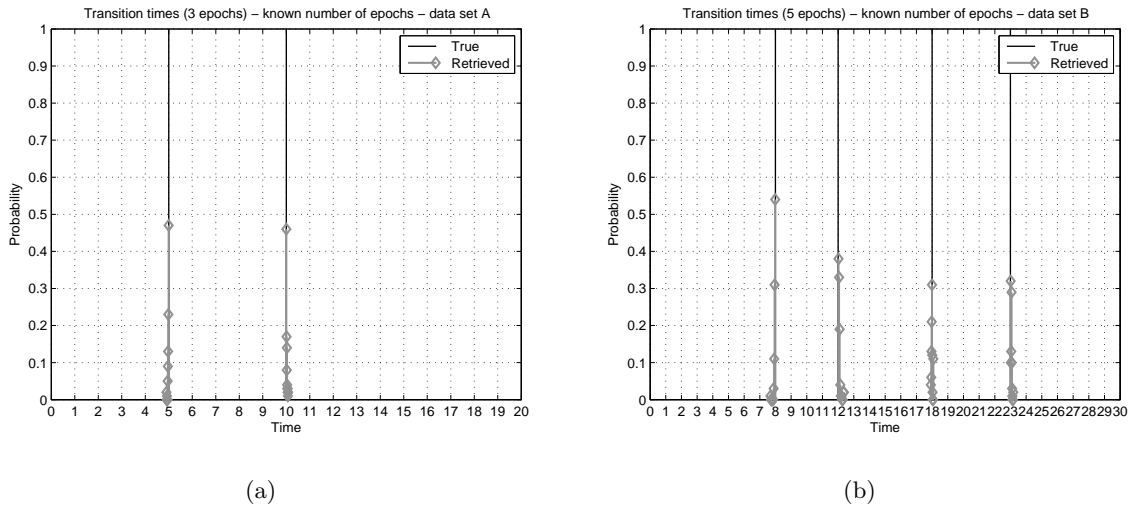 Transition times (3 epochs) – known number of epochs – data set A
1
0.9
0.8
0.7
0.6
0.5
0.4
0.3
0.2
0.1
0
Probability
True
Retrieved
0 1 2 3 4 5 6 7 8 9 10 11 12 13 14 15 16 17 18 19 20
Time
(a)
Transition times (5 epochs) – known number of epochs – data set B
1
0.9
0.8
0.7
0.6
0.5
0.4
0.3
0.2
0.1
0
Probability
True
Retrieved
0 1 2 3 4 5 6 7 8 9 10 11 12 13 14 15 16 17 18 19 20 21 22 23 24 25 26 27 28 29 30
Time
(b)